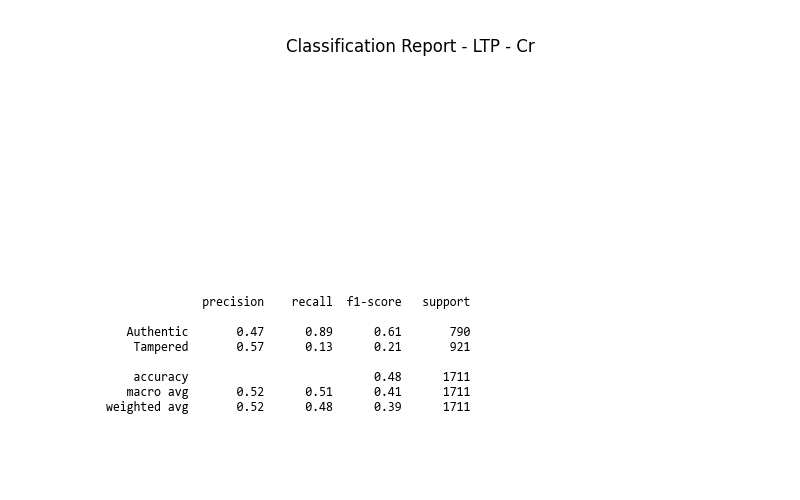 Classification Report - LTP - Cr
precision recall f1-score support
Authentic 0.47 0.89 0.61 790
Tampered 0.57 0.13 0.21 921
accuracy 0.48 1711
macro avg 0.52 0.51 0.41 1711
weighted avg 0.52 0.48 0.39 1711